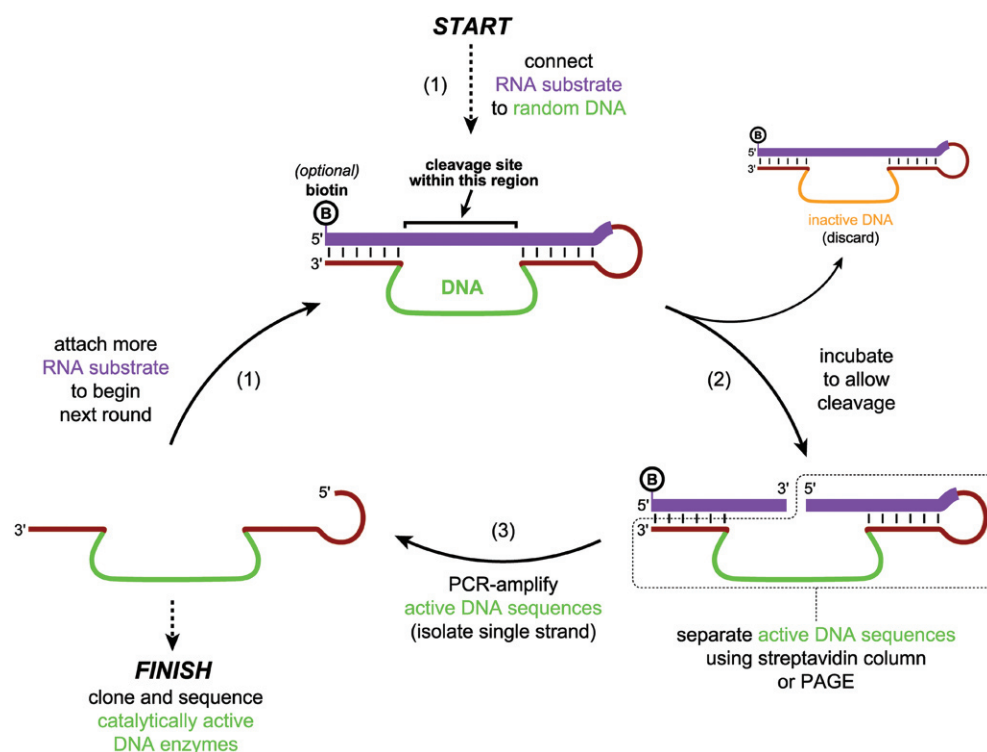 START
(1)
connect
RNA substrate
to random DNA
(optional)
biotin
B
cleavage site
within this region
5'
3'
DNA
B
5'
3'
inactive DNA
(discard)
attach more
RNA substrate
to begin
next round
(1)
(2)
incubate
to allow
cleavage
B
5'
3'
3'
5'
5'
3'
(3)
PCR-amplify
active DNA sequences
(isolate single strand)
separate active DNA sequences
using streptavidin column
or PAGE
FINISH
clone and sequence
catalytically active
DNA enzymes